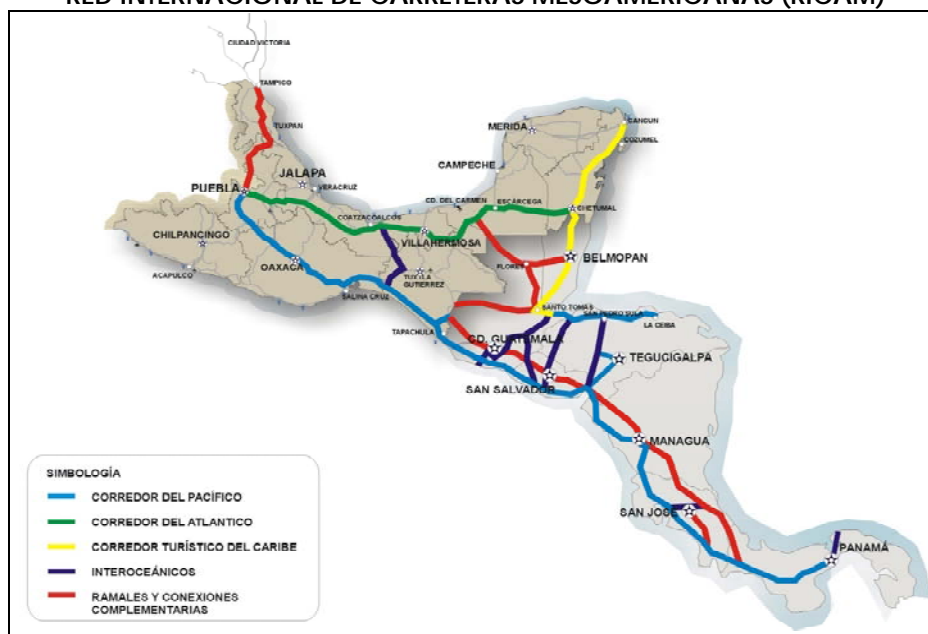 RED INTERNACIONAL DE CARRETERAS MESOAMERICANAS (RICAM)
CIUDAD VICTORIA
TAMPICO
TUXPAN
MERIDA
CANCUN
COZUMEL
CAMPECHE
JALAPA
PUEBLA
VERACRUZ
CD. DEL CARMEN
ESCÁRCEGA
CHETUMAL
COATZACOALCOS
CHILPANCINGO
VILLAHERMOSA
BELMOPAN
OAXACA
FLORES
ACAPULCO
TUXTLA
GUTIERREZ
SALINA CRUZ
SANTO TOMAS
SAN PEDRO SULA
LA CEIBA
TAPACHULA
CD. GUATEMALA
TEGUCIGALPA
SAN SALVADOR
MANAGUA
SAN JOSE
PANAMÁ
SIMBOLOGÍA
CORREDOR DEL PACÍFICO
CORREDOR DEL ATLANTICO
CORREDOR TURÍSTICO DEL CARIBE
INTEROCEÁNICOS
RAMALES Y CONEXIONES
COMPLEMENTARIAS